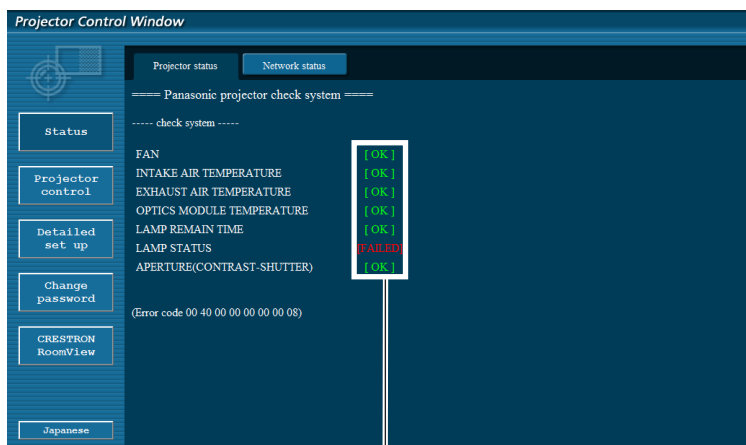 Projector Control Window
Projector status
Network status
==== Panasonic projector check system ====
----- check system -----
FAN [ OK ]
INTAKE AIR TEMPERATURE [ OK ]
EXHAUST AIR TEMPERATURE [ OK ]
OPTICS MODULE TEMPERATURE [ OK ]
LAMP REMAIN TIME [ OK ]
LAMP STATUS [FAILED]
APERTURE(CONTRAST-SHUTTER) [ OK ]
(Error code 00 40 00 00 00 00 00 08)
Status
Projector
control
Detailed
set up
Change
password
CRESTRON
RoomView
Japanese